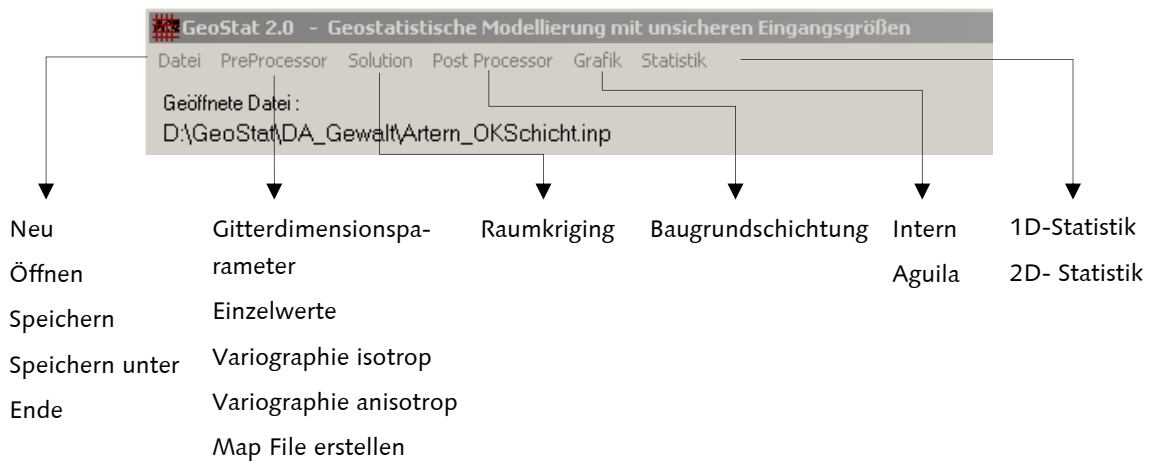 GeoStat 2.0 - Geostatistische Modellierung mit unsicheren Eingangsgrößen
Datei PreProcessor Solution Post Processor Grafik Statistik
Geöffnete Datei :
D:\GeoStat\DA_Gewalt\Artern_OKSchicht.inp
Neu
Öffnen
Speichern
Speichern unter
Ende
Gitterdimensionspa-
rameter
Einzelwerte
Variographie isotrop
Variographie anisotrop
Map File erstellen
Raumkriging
Baugrundschichtung
Intern
Aguila
1D-Statistik
2D- Statistik